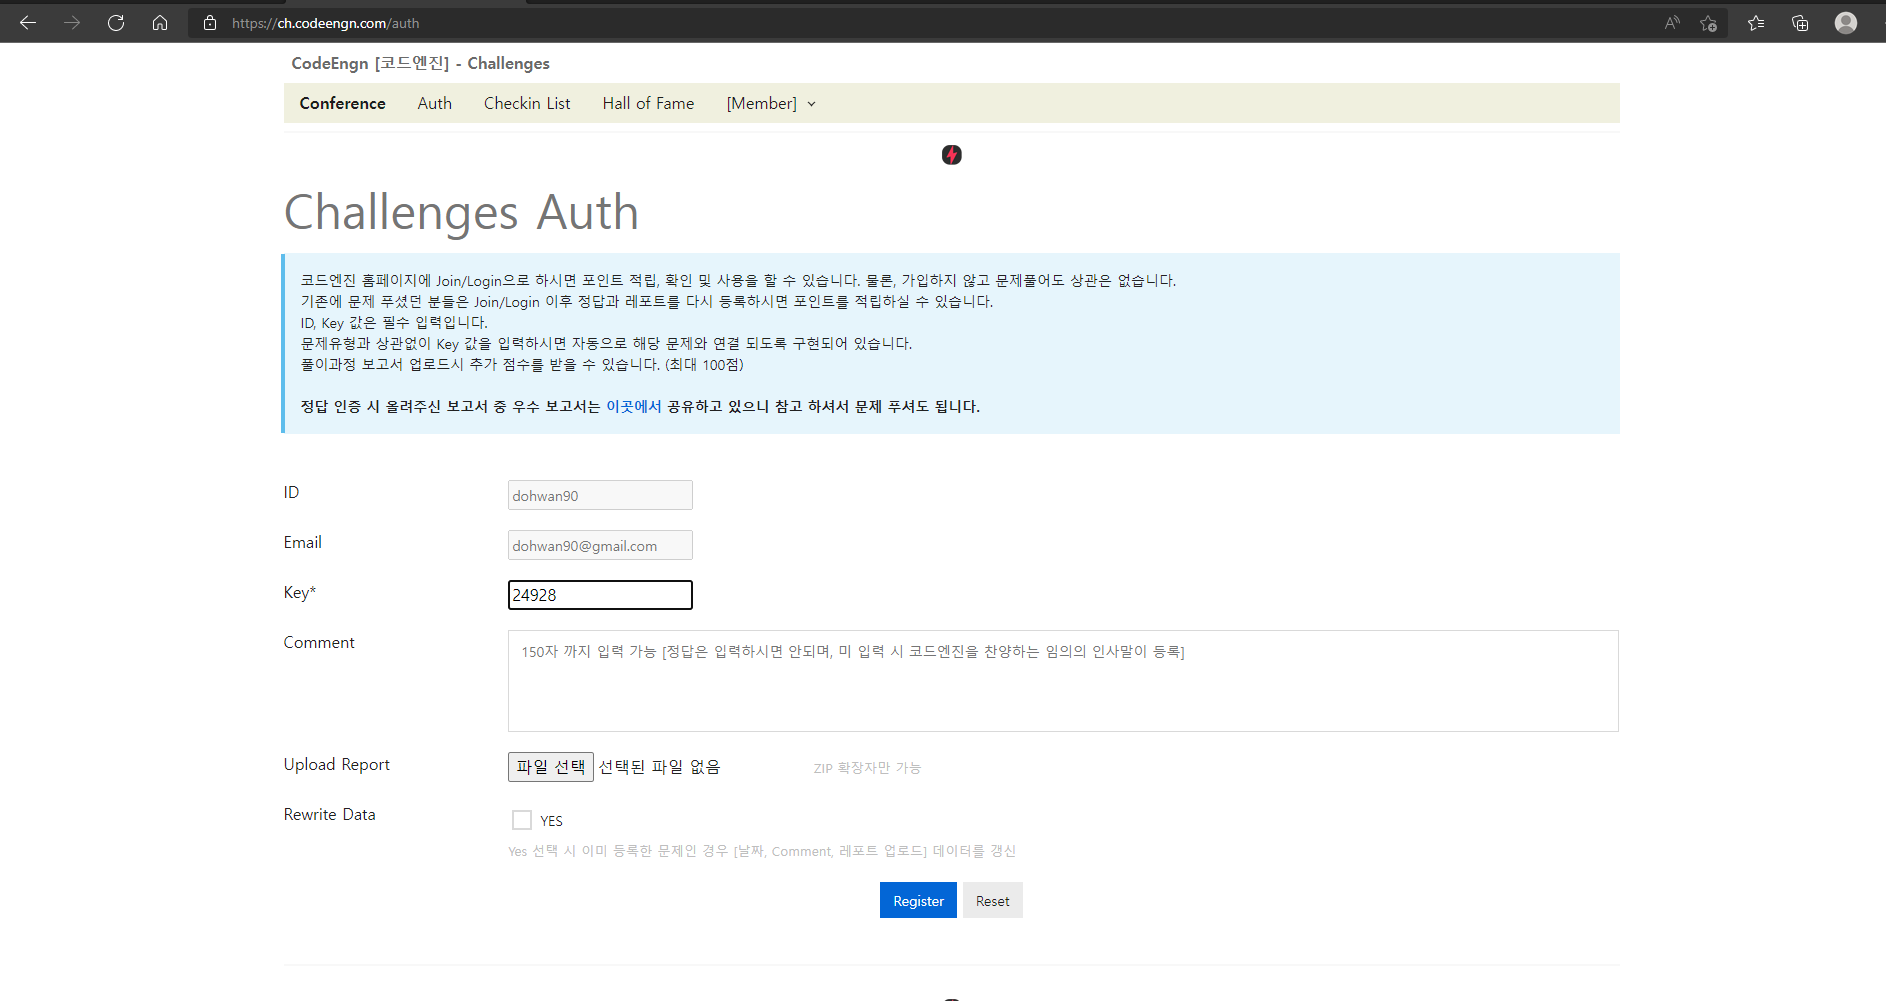 https://ch.codeengn.com/auth
CodeEngn [코드엔진] - Challenges
Conference Auth Checkin List Hall of Fame [Member]
Challenges Auth
코드엔진 홈페이지에 Join/Login으로 하시면 포인트 적립, 확인 및 사용을 할 수 있습니다. 물론, 가입하지 않고 문제풀어도 상관은 없습니다.
기존에 문제 푸셨던 분들은 Join/Login 이후 정답과 레포트를 다시 등록하시면 포인트를 적립하실 수 있습니다.
ID, Key 값은 필수 입력입니다.
문제유형과 상관없이 Key 값을 입력하시면 자동으로 해당 문제와 연결 되도록 구현되어 있습니다.
풀이과정 보고서 업로드시 추가 점수를 받을 수 있습니다. (최대 100점)
정답 인증 시 올려주신 보고서 중 우수 보고서는 이곳에서 공유하고 있으니 참고 하셔서 문제 푸셔도 됩니다.
ID dohwan90
Email dohwan90@gmail.com
Key* 24928
Comment 150자 까지 입력 가능 [정답은 입력하시면 안되며, 미 입력 시 코드엔진을 찬양하는 임의의 인사말이 등록]
Upload Report 파일 선택 선택된 파일 없음 ZIP 확장자만 가능
Rewrite Data YES
Yes 선택 시 이미 등록한 문제인 경우 [날짜, Comment, 레포트 업로드] 데이터를 갱신
Register Reset